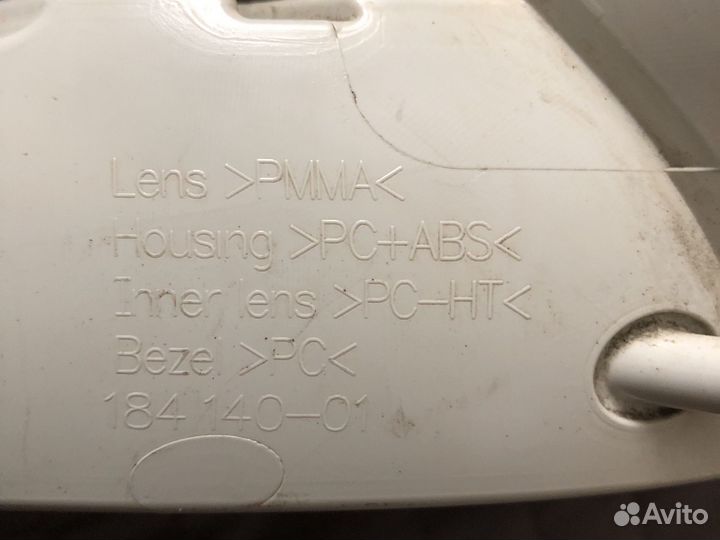 Lens >PMMA<
Housing >PC+ABS<
Inner lens >PC-HT<
Bezel >PC<
184 140-01
Avito